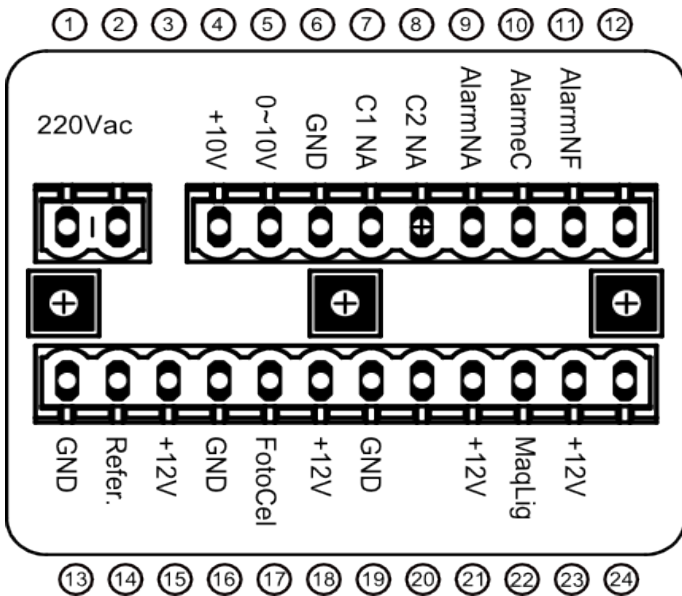 1 2 3 4 5 6 7 8 9 10 11 12
220Vac
+10V
0~10V
GND
C1 NA
C2 NA
AlarmNA
AlarmeC
AlarmNF
GND
Refer.
+12V
GND
FotoCel
+12V
GND
+12V
MaqLig
+12V
13 14 15 16 17 18 19 20 21 22 23 24